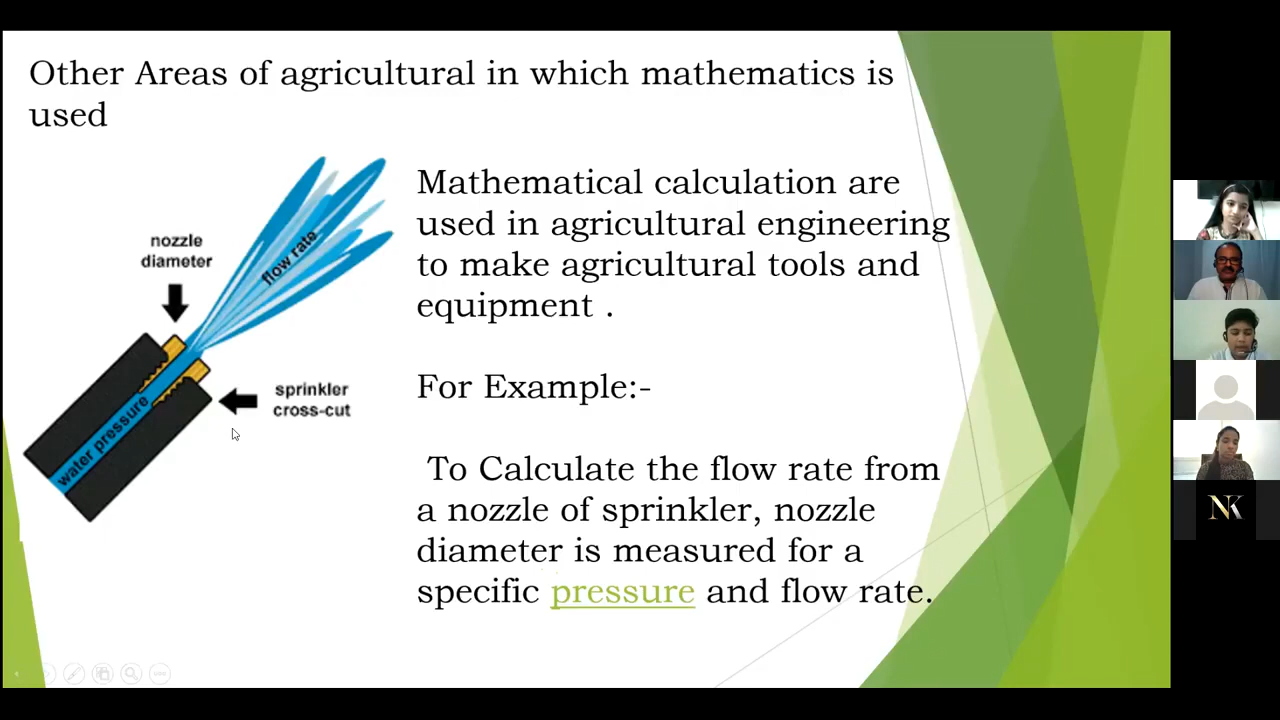 Other Areas of agricultural in which mathematics is
used
nozzle
diameter
flow rate
sprinkler
cross-cut
water pressure
Mathematical calculation are
used in agricultural engineering
to make agricultural tools and
equipment .
For Example:-
To Calculate the flow rate from
a nozzle of sprinkler, nozzle
diameter is measured for a
specific pressure and flow rate.
NK